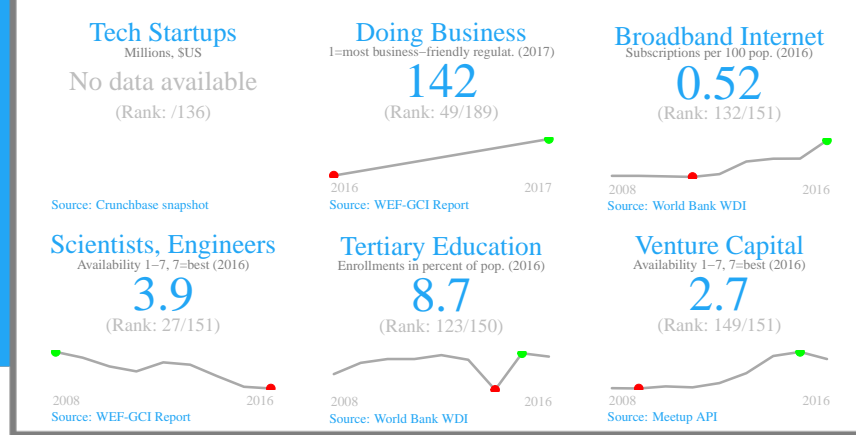 Tech Startups
Millions, $US
No data available
(Rank: /136)
Source: Crunchbase snapshot
Doing Business
1=most business−friendly regulat. (2017)
142
(Rank: 49/189)
2016 2017
Source: WEF-GCI Report
Broadband Internet
Subscriptions per 100 pop. (2016)
0.52
(Rank: 132/151)
2008 2016
Source: World Bank WDI
Scientists, Engineers
Availability 1−7, 7=best (2016)
3.9
(Rank: 27/151)
2008 2016
Source: WEF-GCI Report
Tertiary Education
Enrollments in percent of pop. (2016)
8.7
(Rank: 123/150)
2008 2016
Source: World Bank WDI
Venture Capital
Availability 1−7, 7=best (2016)
2.7
(Rank: 149/151)
2008 2016
Source: Meetup API